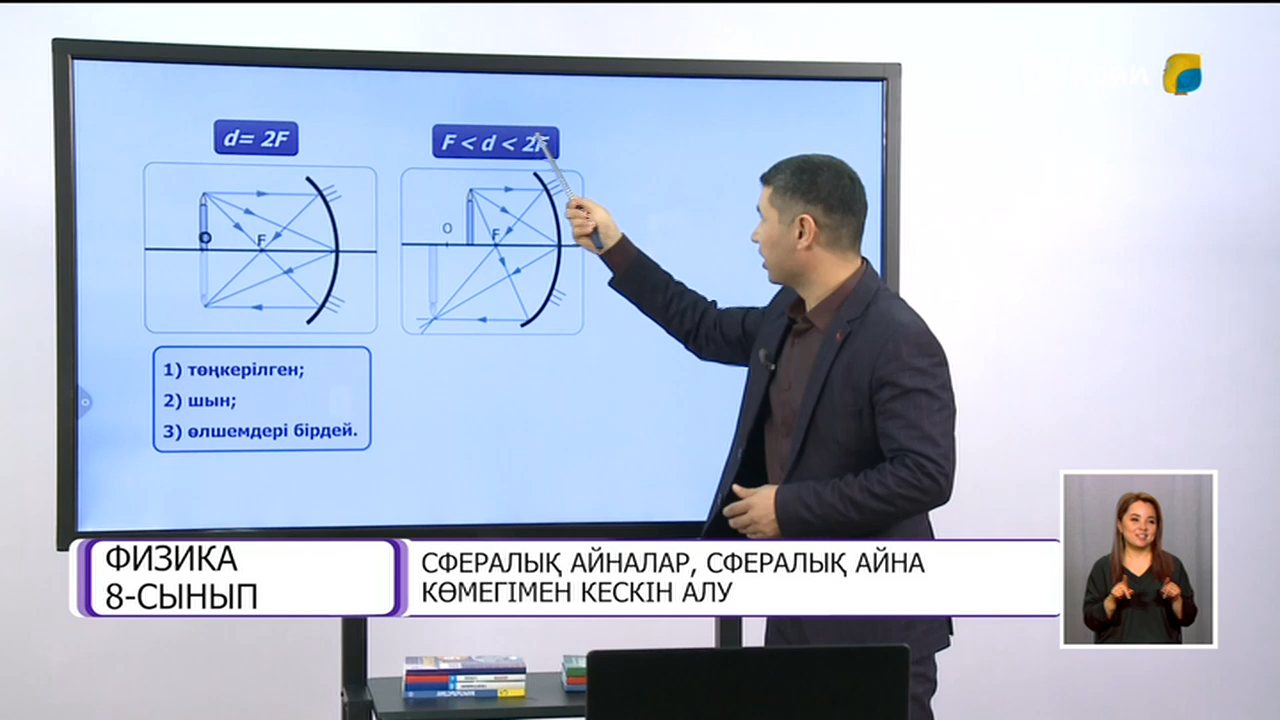 d= 2F
F < d < 2F
O
F
O
F
1) төңкерілген;
2) шын;
3) өлшемдері бірдей.
ФИЗИКА
8-СЫНЫП
СФЕРАЛЫҚ АЙНАЛАР, СФЕРАЛЫҚ АЙНА
КӨМЕГІМЕН КЕСКІН АЛУ